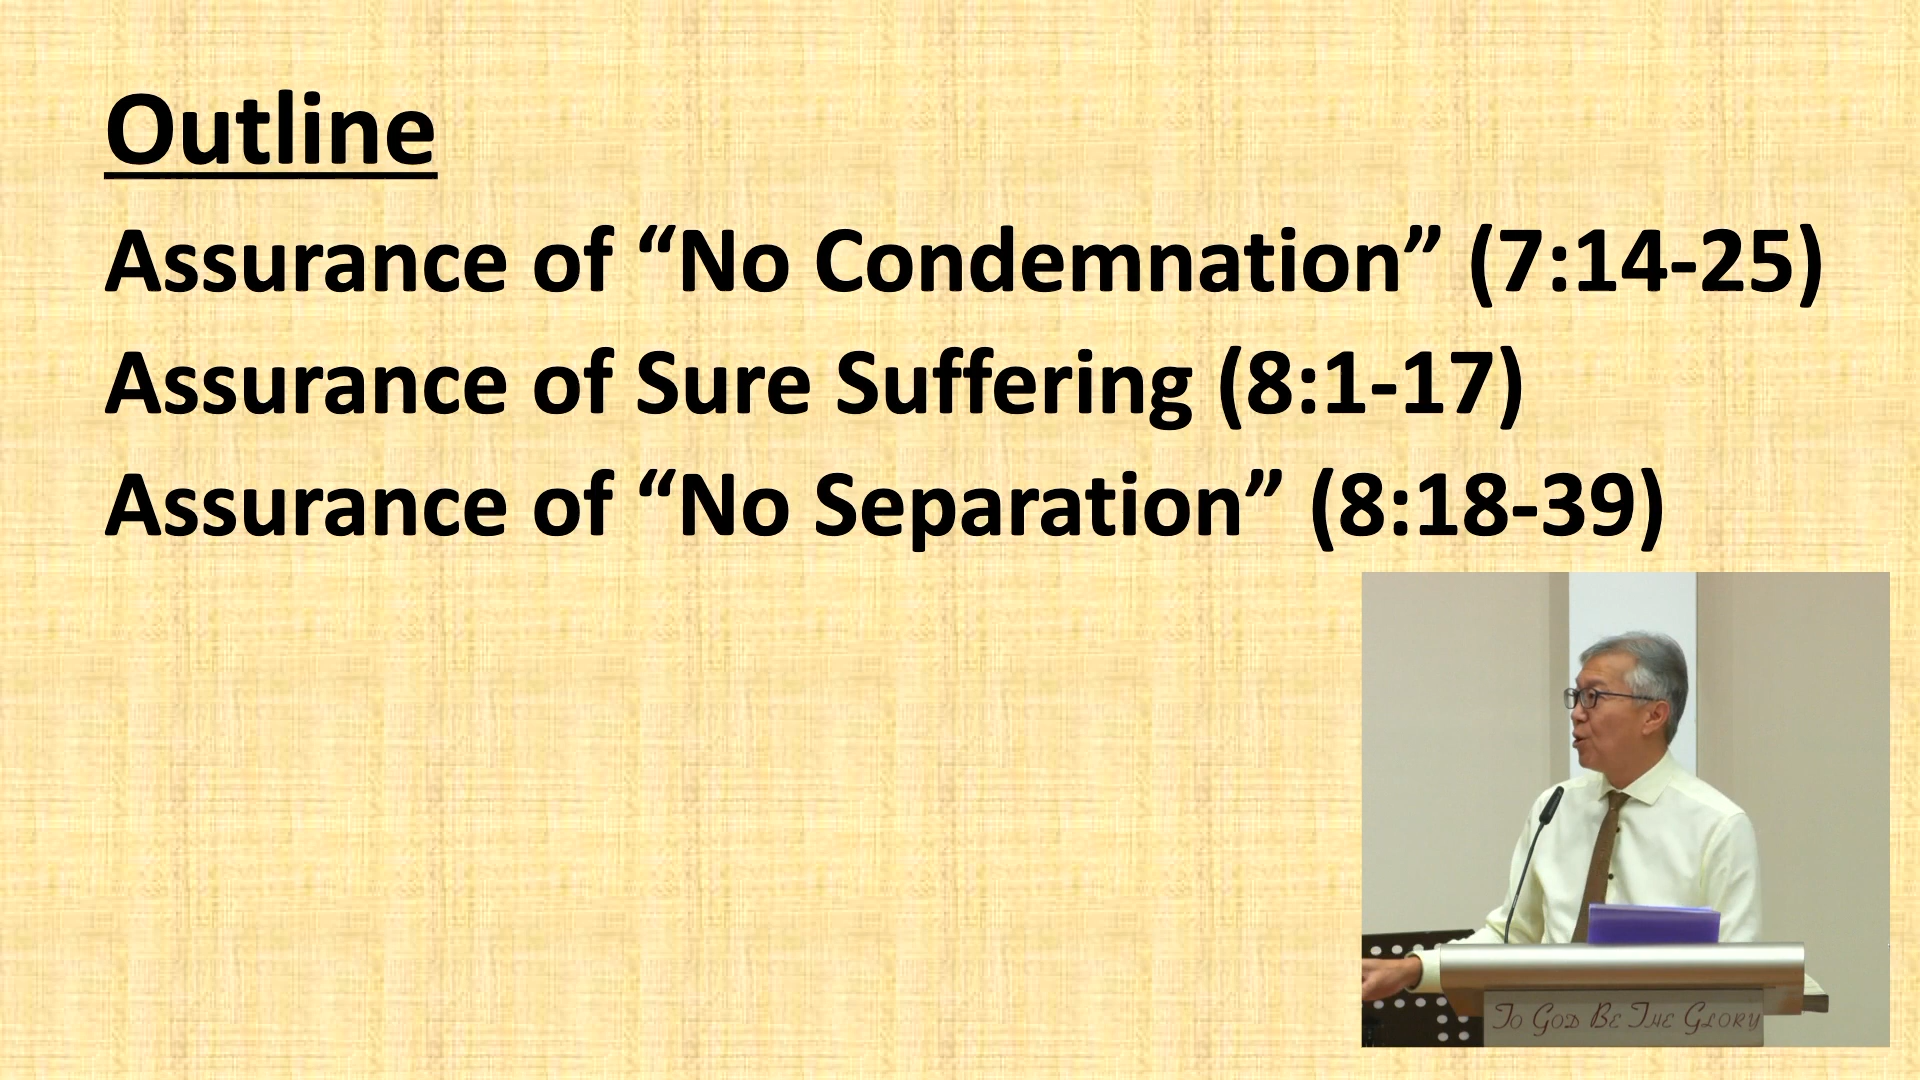 Outline
Assurance of “No Condemnation” (7:14-25)
Assurance of Sure Suffering (8:1-17)
Assurance of “No Separation” (8:18-39)
To God Be The Glory